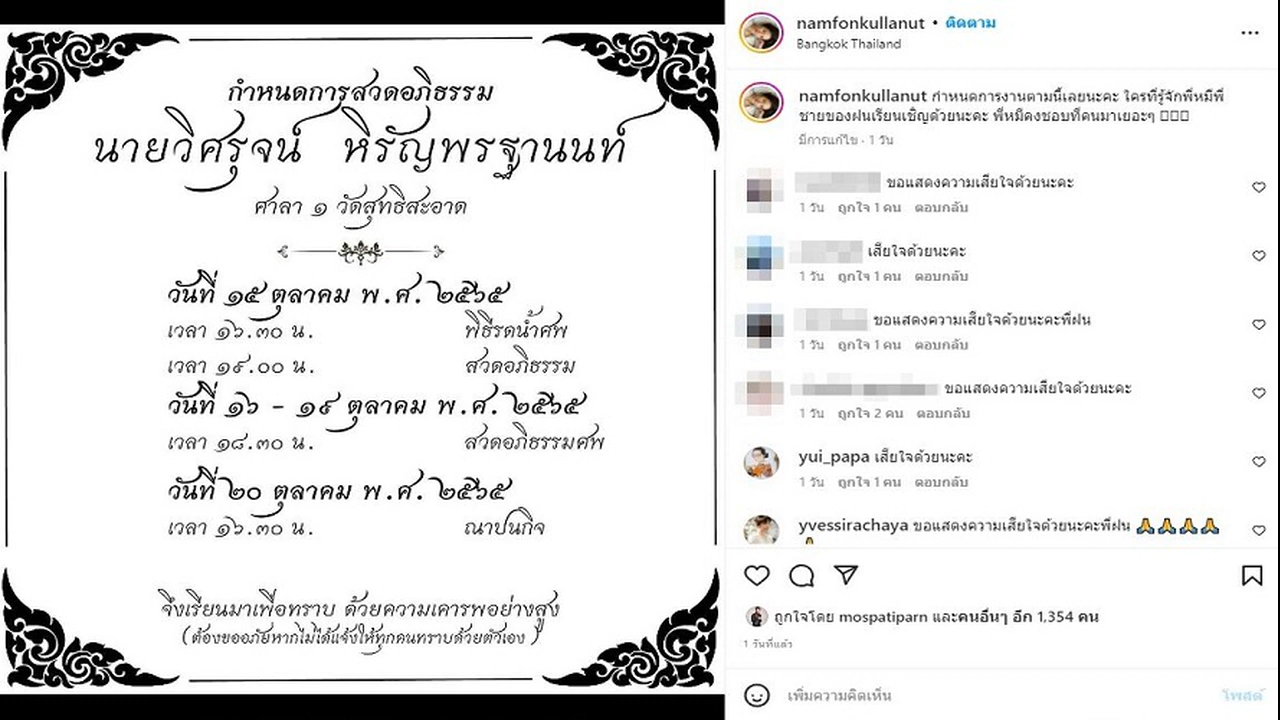 กำหนดการสวดอภิธรรม
นายวิศรุจน์ หิรัญพรฐานนท์
ศาลา ๑ วัดสุทธิสะอาด
วันที่ ๑๕ ตุลาคม พ.ศ. ๒๕๖๕
เวลา ๑๖.๓๐ น. พิธีรดน้ำศพ
เวลา ๑๙.๐๐ น. สวดอภิธรรม
วันที่ ๑๖ - ๑๙ ตุลาคม พ.ศ. ๒๕๖๕
เวลา ๑๘.๓๐ น. สวดอภิธรรมศพ
วันที่ ๒๐ ตุลาคม พ.ศ. ๒๕๖๕
เวลา ๑๖.๓๐ น. ฌาปนกิจ
จึงเรียนมาเพื่อทราบ ด้วยความเคารพอย่างสูง
(ต้องขออภัยหากไม่ได้แจ้งให้ทุกคนทราบด้วยตัวเอง )
namfonkullanut • ติดตาม
Bangkok Thailand
namfonkullanut กำหนดการงานตามนี้เลยนะคะ ใครที่รู้จักพี่หมีพี่
ชายของฝนเรียนเชิญด้วยนะคะ พี่หมีคงชอบที่คนมาเยอะๆ
มีการแก้ไข · 1 วัน
ขอแสดงความเสียใจด้วยนะคะ
1 วัน ถูกใจ 1 คน ตอบกลับ
เสียใจด้วยนะคะ
1 วัน ถูกใจ 1 คน ตอบกลับ
ขอแสดงความเสียใจด้วยนะคะพี่ฝน
1 วัน ถูกใจ 1 คน ตอบกลับ
ขอแสดงความเสียใจด้วยนะคะ
1 วัน ถูกใจ 2 คน ตอบกลับ
yui_papa เสียใจด้วยนะคะ
1 วัน ถูกใจ 1 คน ตอบกลับ
yvessirachaya ขอแสดงความเสียใจด้วยนะคะพี่ฝน 🙏🙏🙏🙏
ถูกใจโดย mospatiparn และคนอื่นๆ อีก 1,354 คน
1 วันที่แล้ว
เพิ่มความคิดเห็น
โพสต์